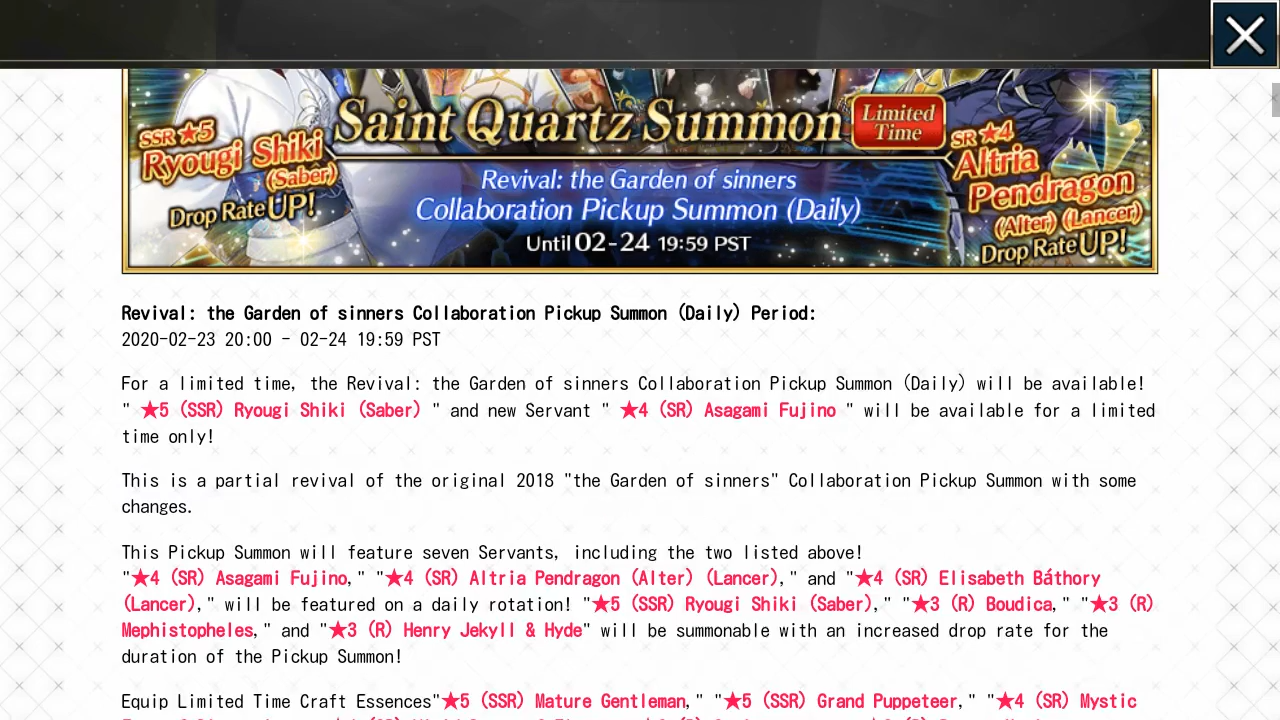 Saint Quartz Summon
Limited Time
SSR ★5
Ryougi Shiki
(Saber)
Drop Rate UP!
SR ★4
Altria
Pendragon
(Alter) (Lancer)
Drop Rate UP!
Revival: the Garden of sinners
Collaboration Pickup Summon (Daily)
Until 02-24 19:59 PST
Revival: the Garden of sinners Collaboration Pickup Summon (Daily) Period:
2020-02-23 20:00 - 02-24 19:59 PST
For a limited time, the Revival: the Garden of sinners Collaboration Pickup Summon (Daily) will be available!
" ★5 (SSR) Ryougi Shiki (Saber) " and new Servant " ★4 (SR) Asagami Fujino " will be available for a limited
time only!
This is a partial revival of the original 2018 "the Garden of sinners" Collaboration Pickup Summon with some
changes.
This Pickup Summon will feature seven Servants, including the two listed above!
"★4 (SR) Asagami Fujino," "★4 (SR) Altria Pendragon (Alter) (Lancer)," and "★4 (SR) Elisabeth Báthory
(Lancer)," will be featured on a daily rotation! "★5 (SSR) Ryougi Shiki (Saber)," "★3 (R) Boudica," "★3 (R)
Mephistopheles," and "★3 (R) Henry Jekyll & Hyde" will be summonable with an increased drop rate for the
duration of the Pickup Summon!
Equip Limited Time Craft Essences"★5 (SSR) Mature Gentleman," "★5 (SSR) Grand Puppeteer," "★4 (SR) Mystic